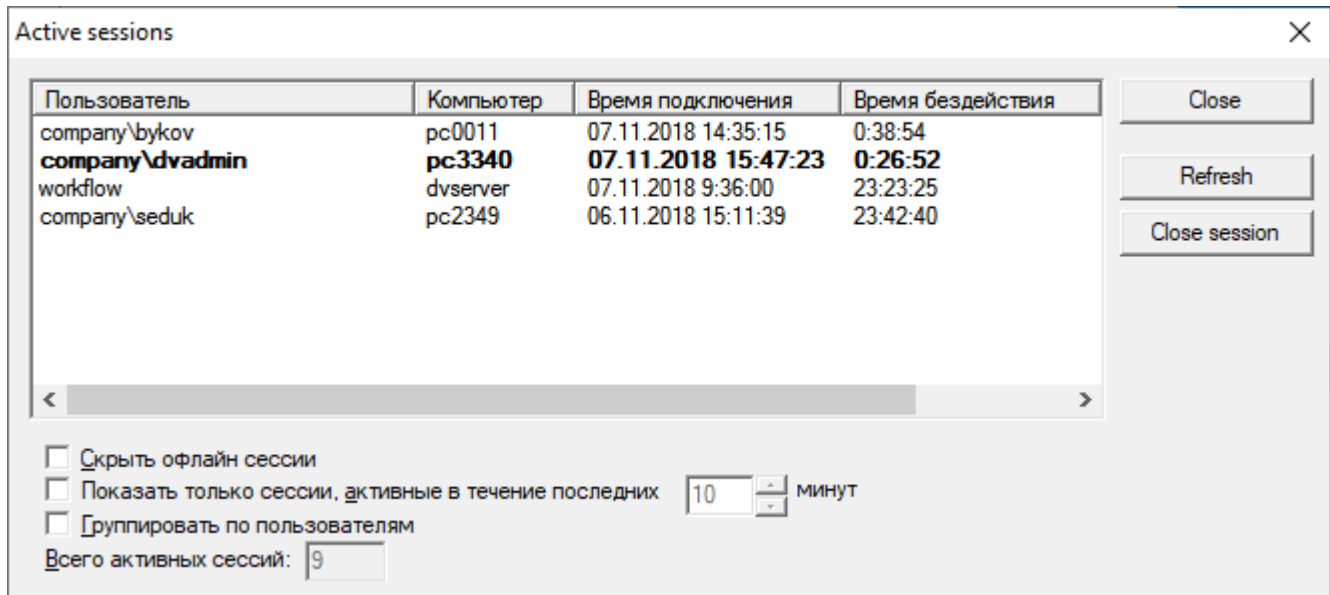 Active sessions
Пользователь Компьютер Время подключения Время бездействия
company\bykov pc0011 07.11.2018 14:35:15 0:38:54
company\dvadmin pc3340 07.11.2018 15:47:23 0:26:52
workflow dvserver 07.11.2018 9:36:00 23:23:25
company\seduk pc2349 06.11.2018 15:11:39 23:42:40
Close
Refresh
Close session
Скрыть офлайн сессии
Показать только сессии, активные в течение последних 10 минут
Группировать по пользователям
Всего активных сессий: 9